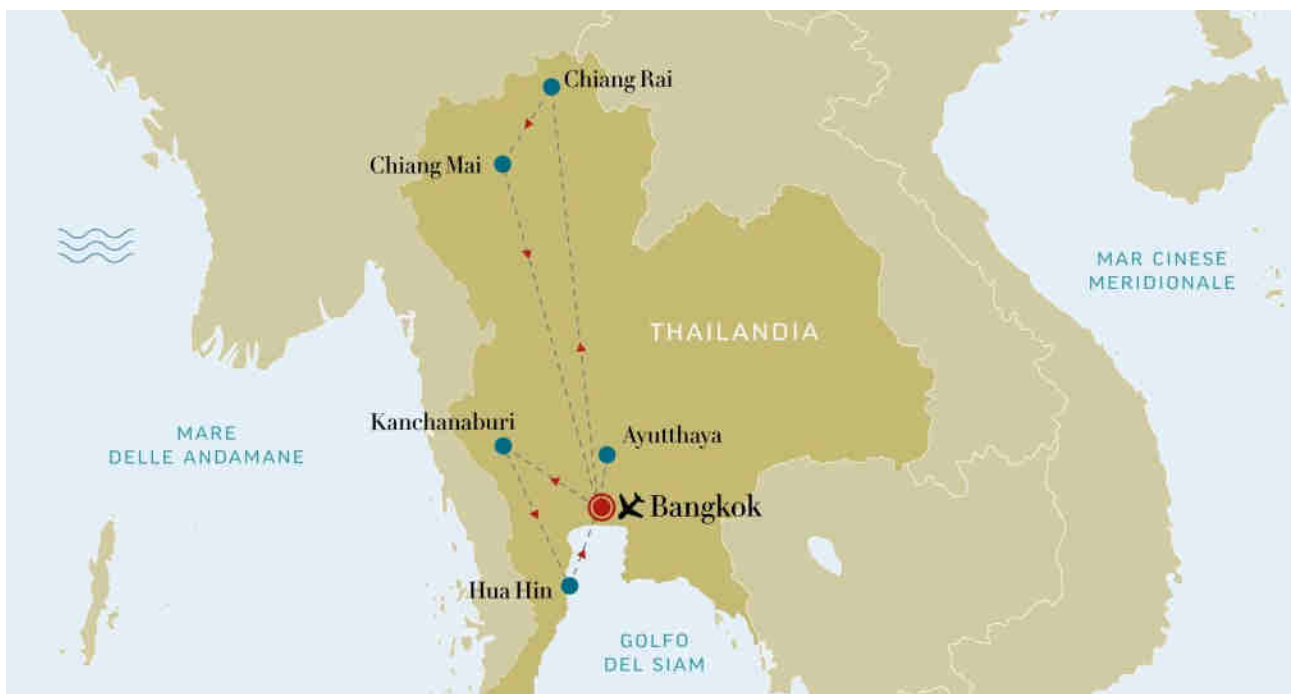 Chiang Rai
Chiang Mai
MAR CINESE
MERIDIONALE
THAILANDIA
Kanchanaburi
Ayutthaya
MARE
DELLE ANDAMANE
Bangkok
Hua Hin
GOLFO
DEL SIAM